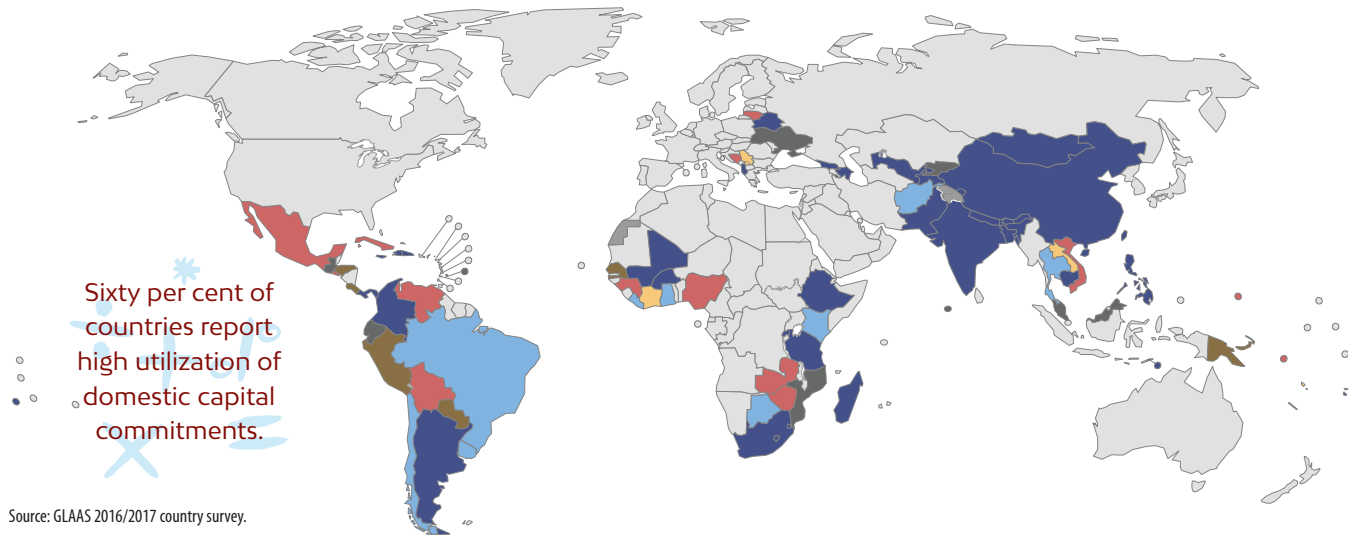 Sixty per cent of
countries report
high utilization of
domestic capital
commitments.
Source: GLAAS 2016/2017 country survey.